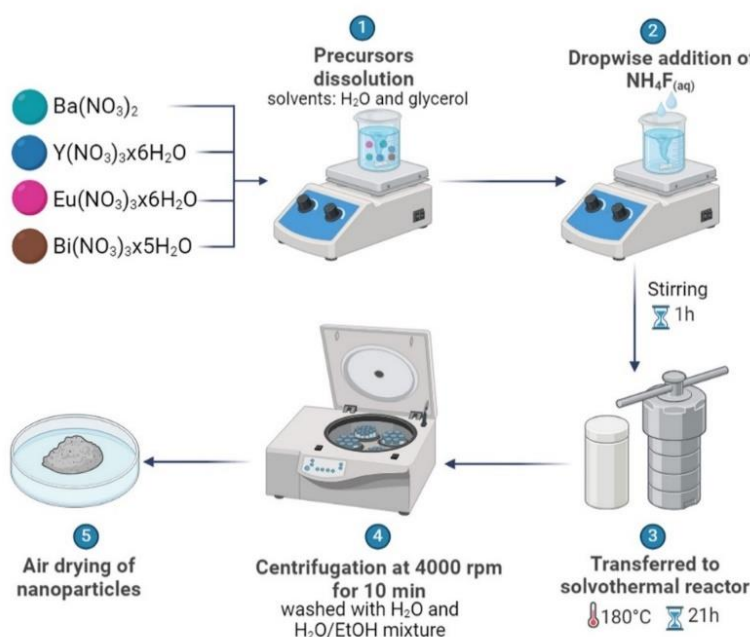 1
Precursors
dissolution
solvents: H₂O and glycerol
Ba(NO₃)₂
Y(NO₃)₃x6H₂O
Eu(NO₃)₃x6H₂O
Bi(NO₃)₃x5H₂O
2
Dropwise addition of
NH₄F₍aq₎
Stirring
1h
3
Transferred to
solvothermal reactor
180°C 21h
4
Centrifugation at 4000 rpm
for 10 min
washed with H₂O and
H₂O/EtOH mixture
5
Air drying of
nanoparticles